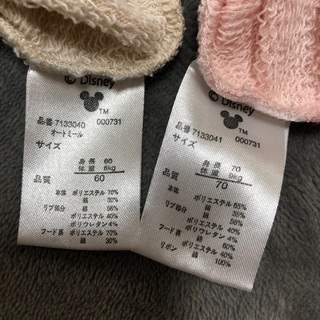 © Disney
TM
品番 7133040 000731
オートミール
サイズ
身長 60
体重 6kg
60
品質
本体 ポリエステル 70%
綿 30%
リブ部分 綿 56%
ポリエステル 40%
ポリウレタン 4%
フード裏 ポリエステル 70%
綿 30%
© Disney
TM
品番 7133041 000731
サイズ
身長 70
体重 9kg
70
品質
本体 ポリエステル 65%
綿 35%
リブ部分 綿 56%
ポリエステル 40%
ポリウレタン 4%
フード裏 ポリエステル 60%
綿 40%
リボン 綿 100%